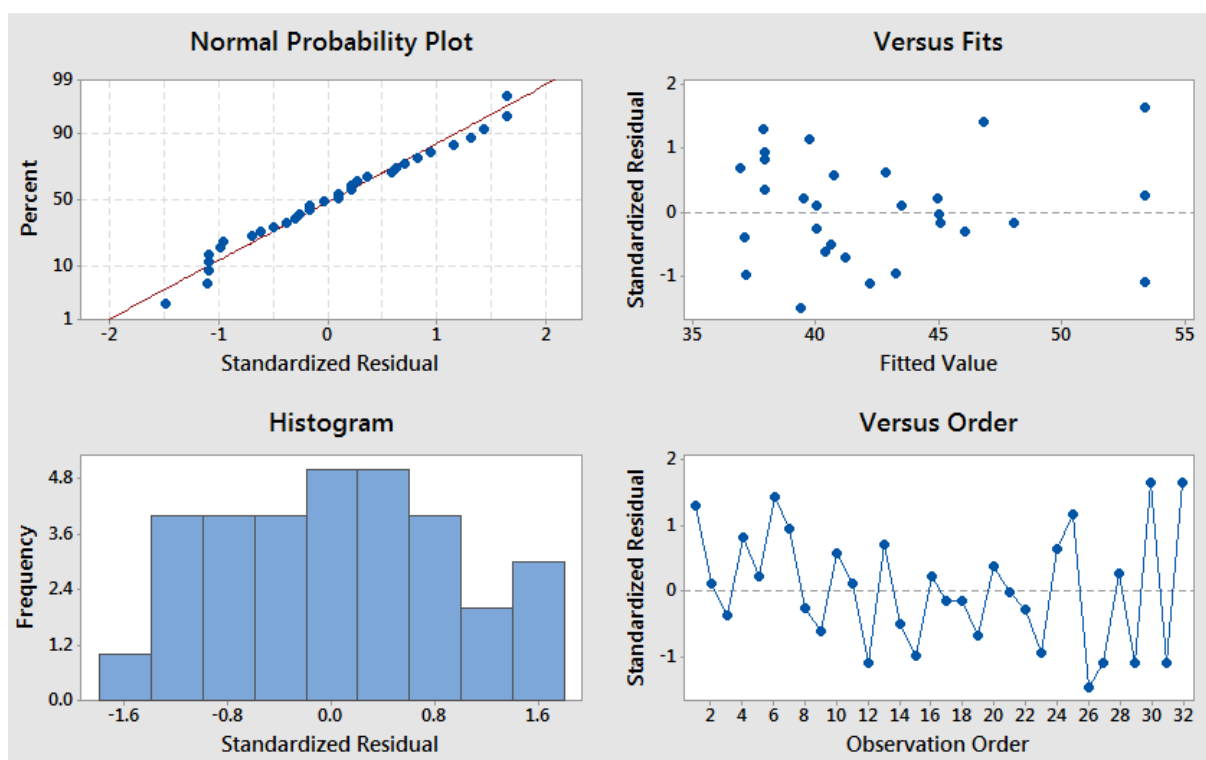 Normal Probability Plot
99
90
50
10
1
Percent
-2 -1 0 1 2
Standardized Residual
Versus Fits
2
1
0
-1
Standardized Residual
35 40 45 50 55
Fitted Value
Histogram
4.8
3.6
2.4
1.2
0.0
Frequency
-1.6 -0.8 0.0 0.8 1.6
Standardized Residual
Versus Order
2
1
0
-1
Standardized Residual
2 4 6 8 10 12 14 16 18 20 22 24 26 28 30 32
Observation Order